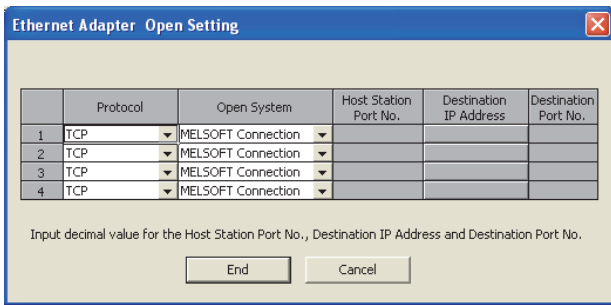 Ethernet Adapter Open Setting
Protocol Open System Host Station Port No. Destination IP Address Destination Port No.
1 TCP MELSOFT Connection
2 TCP MELSOFT Connection
3 TCP MELSOFT Connection
4 TCP MELSOFT Connection
Input decimal value for the Host Station Port No., Destination IP Address and Destination Port No.
End Cancel